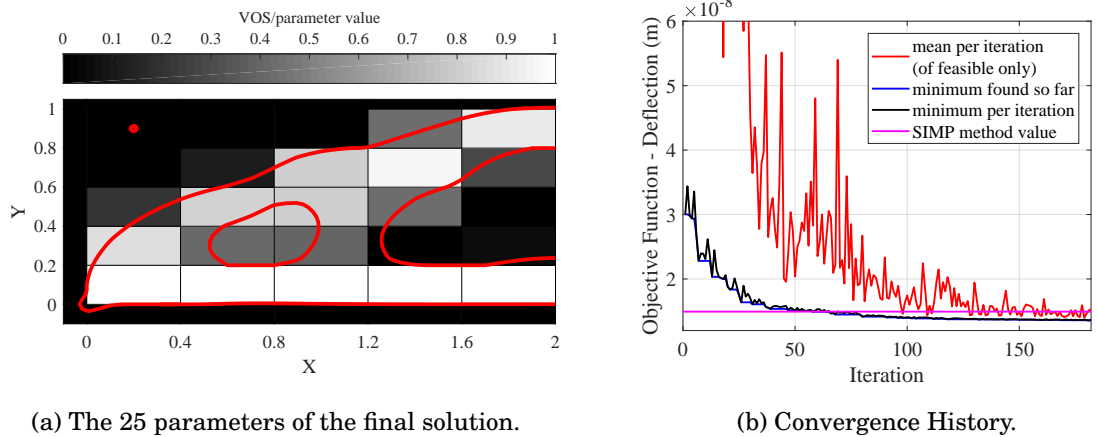 VOS/parameter value
0 0.1 0.2 0.3 0.4 0.5 0.6 0.7 0.8 0.9 1
1
0.8
0.6
0.4
0.2
0
Y
0 0.4 0.8 1.2 1.6 2
X
(a) The 25 parameters of the final solution.
×10⁻⁸
6
5
4
3
2
Objective Function - Deflection (m)
mean per iteration
(of feasible only)
minimum found so far
minimum per iteration
SIMP method value
0 50 100 150
Iteration
(b) Convergence History.